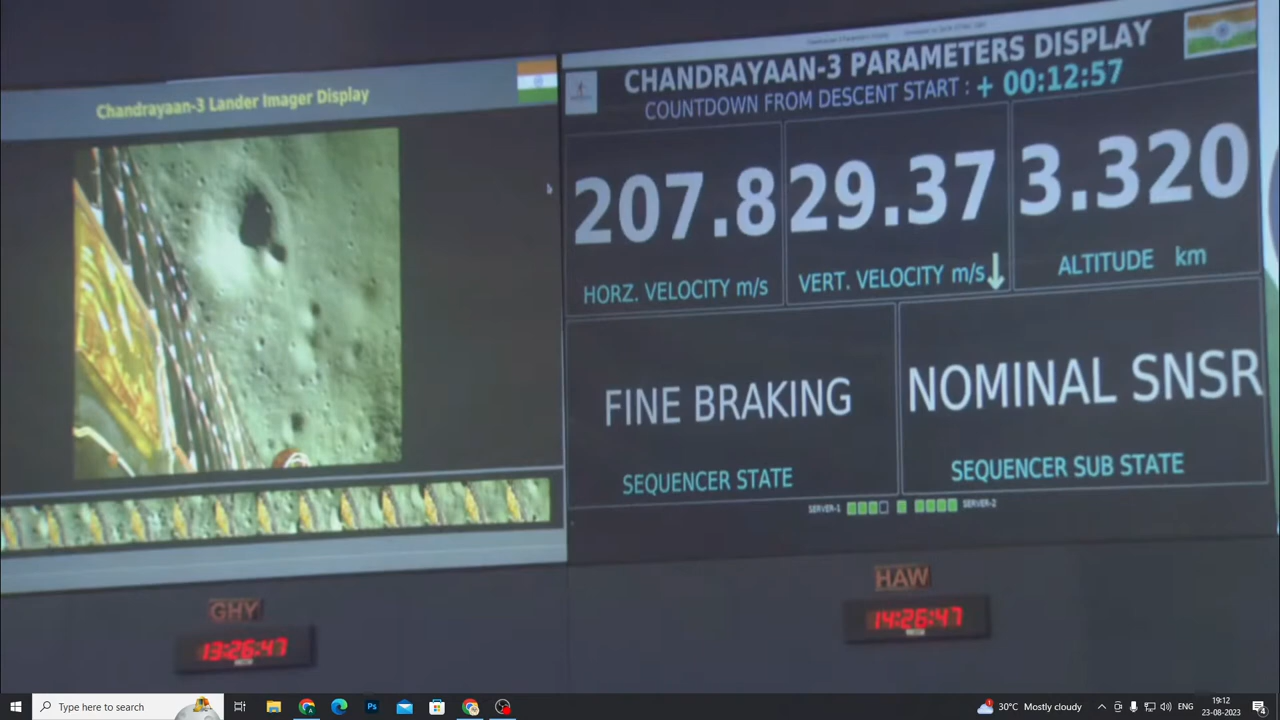 Chandrayaan-3 Lander Imager Display
CHANDRAYAAN-3 PARAMETERS DISPLAY
COUNTDOWN FROM DESCENT START : + 00:12:57
207.8
HORZ. VELOCITY m/s
29.37
VERT. VELOCITY m/s
3.320
ALTITUDE km
FINE BRAKING
SEQUENCER STATE
NOMINAL SNSR
SEQUENCER SUB STATE
SERVER-1
SERVER-2
GHY
13:26:47
HAW
14:26:47
Type here to search
Ps
30°C Mostly cloudy
ENG
19:12
23-08-2023
4